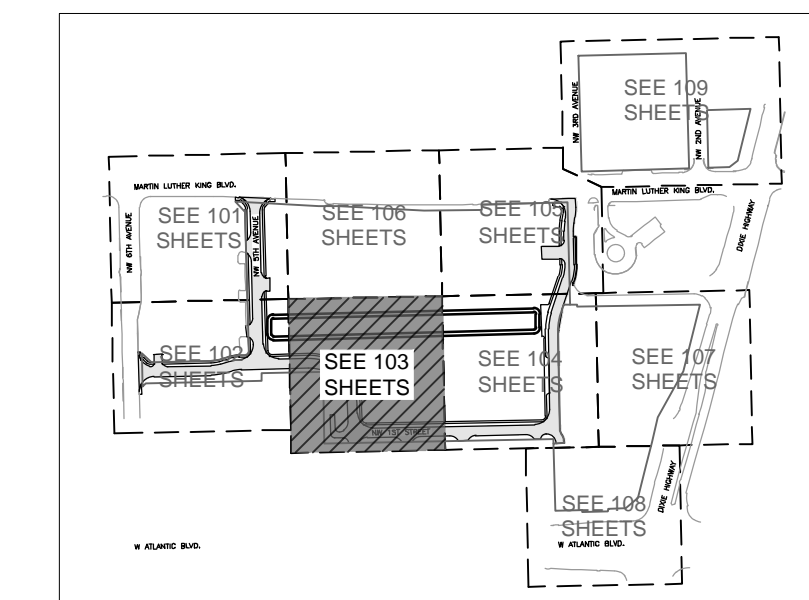 SEE 109
SHEETS
NW 3RD AVENUE
NW 2ND AVENUE
MARTIN LUTHER KING BLVD.
MARTIN LUTHER KING BLVD.
SEE 101
SHEETS
SEE 106
SHEETS
SEE 105
SHEETS
NW 6TH AVENUE
NW 5TH AVENUE
DIXIE HIGHWAY
SEE 102
SHEETS
SEE 103
SHEETS
SEE 104
SHEETS
SEE 107
SHEETS
NW 1ST STREET
DIXIE HIGHWAY
SEE 108
SHEETS
W ATLANTIC BLVD.
W ATLANTIC BLVD.